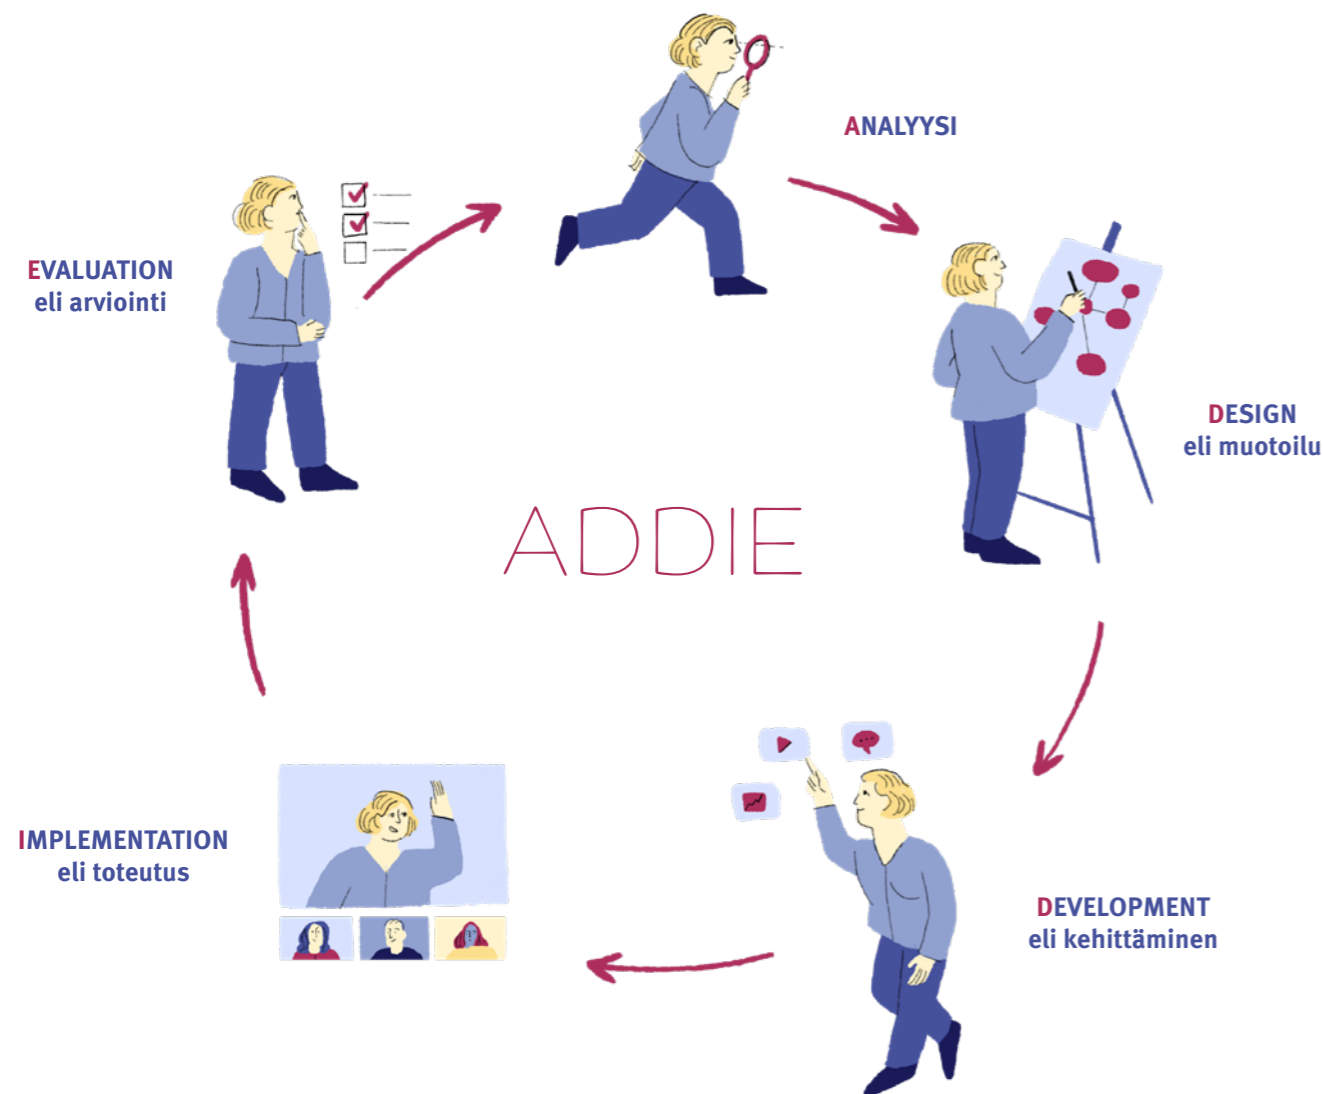 ANALYYSI
DESIGN
eli muotoilu
DEVELOPMENT
eli kehittäminen
IMPLEMENTATION
eli toteutus
EVALUATION
eli arviointi
ADDIE